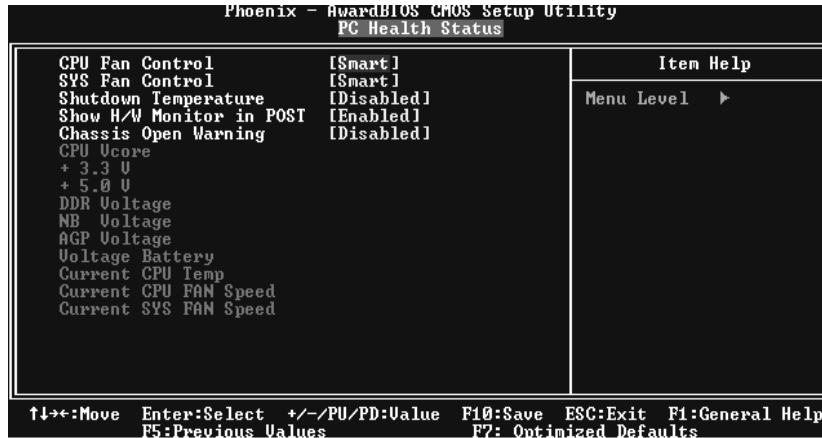 Phoenix - AwardBIOS CMOS Setup Utility
PC Health Status
CPU Fan Control [Smart]
SYS Fan Control [Smart]
Shutdown Temperature [Disabled]
Show H/W Monitor in POST [Enabled]
Chassis Open Warning [Disabled]
CPU Vcore
+ 3.3 V
+ 5.0 V
DDR Voltage
NB Voltage
AGP Voltage
Voltage Battery
Current CPU Temp
Current CPU FAN Speed
Current SYS FAN Speed
Item Help
Menu Level ▶
↑↓→←:Move Enter:Select +/-/PU/PD:Value F10:Save ESC:Exit F1:General Help
F5:Previous Values F7: Optimized Defaults